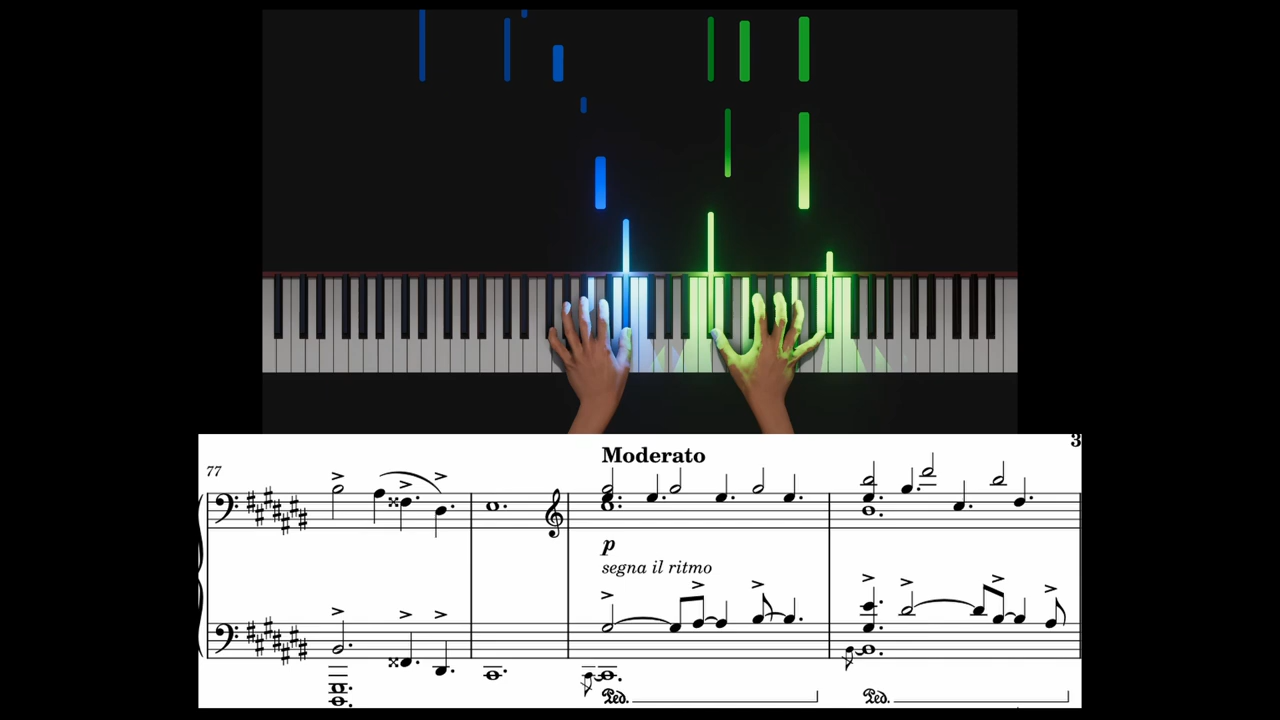 3
77
Moderato
p
segna il ritmo
Ped.
Ped.